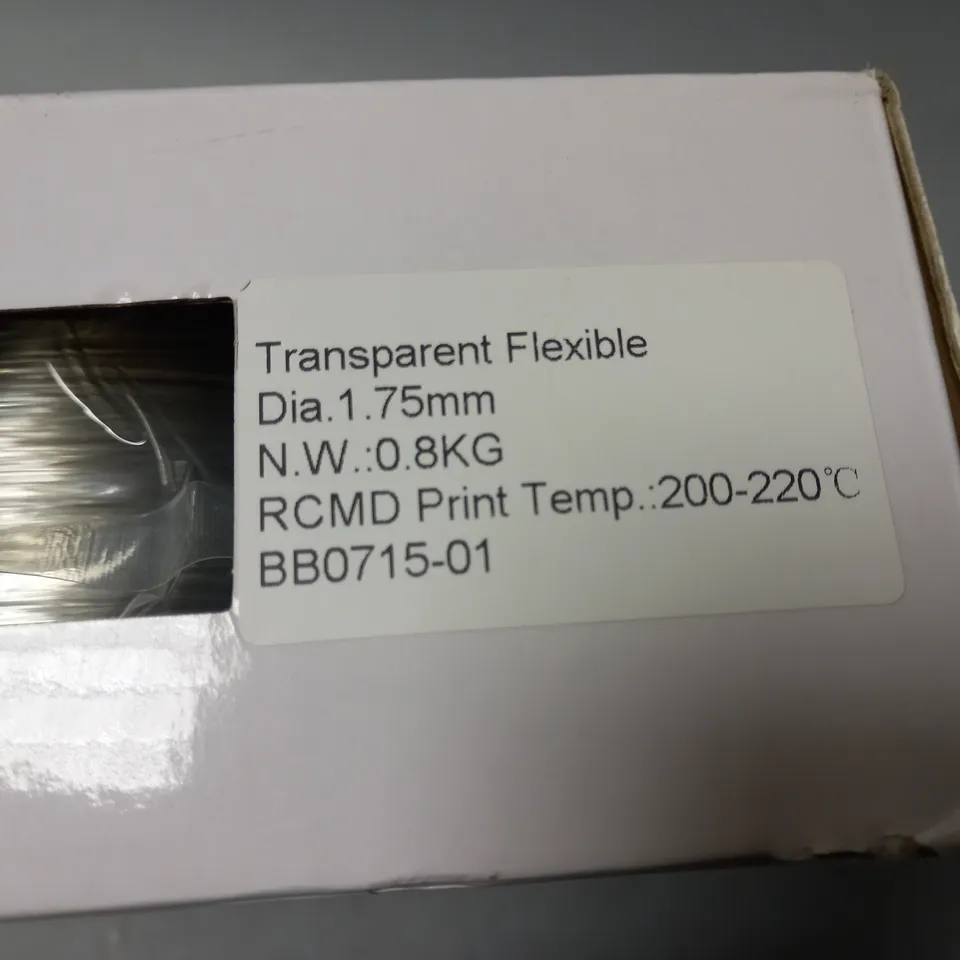 Transparent Flexible
Dia.1.75mm
N.W.:0.8KG
RCMD Print Temp.:200-220℃
BB0715-01